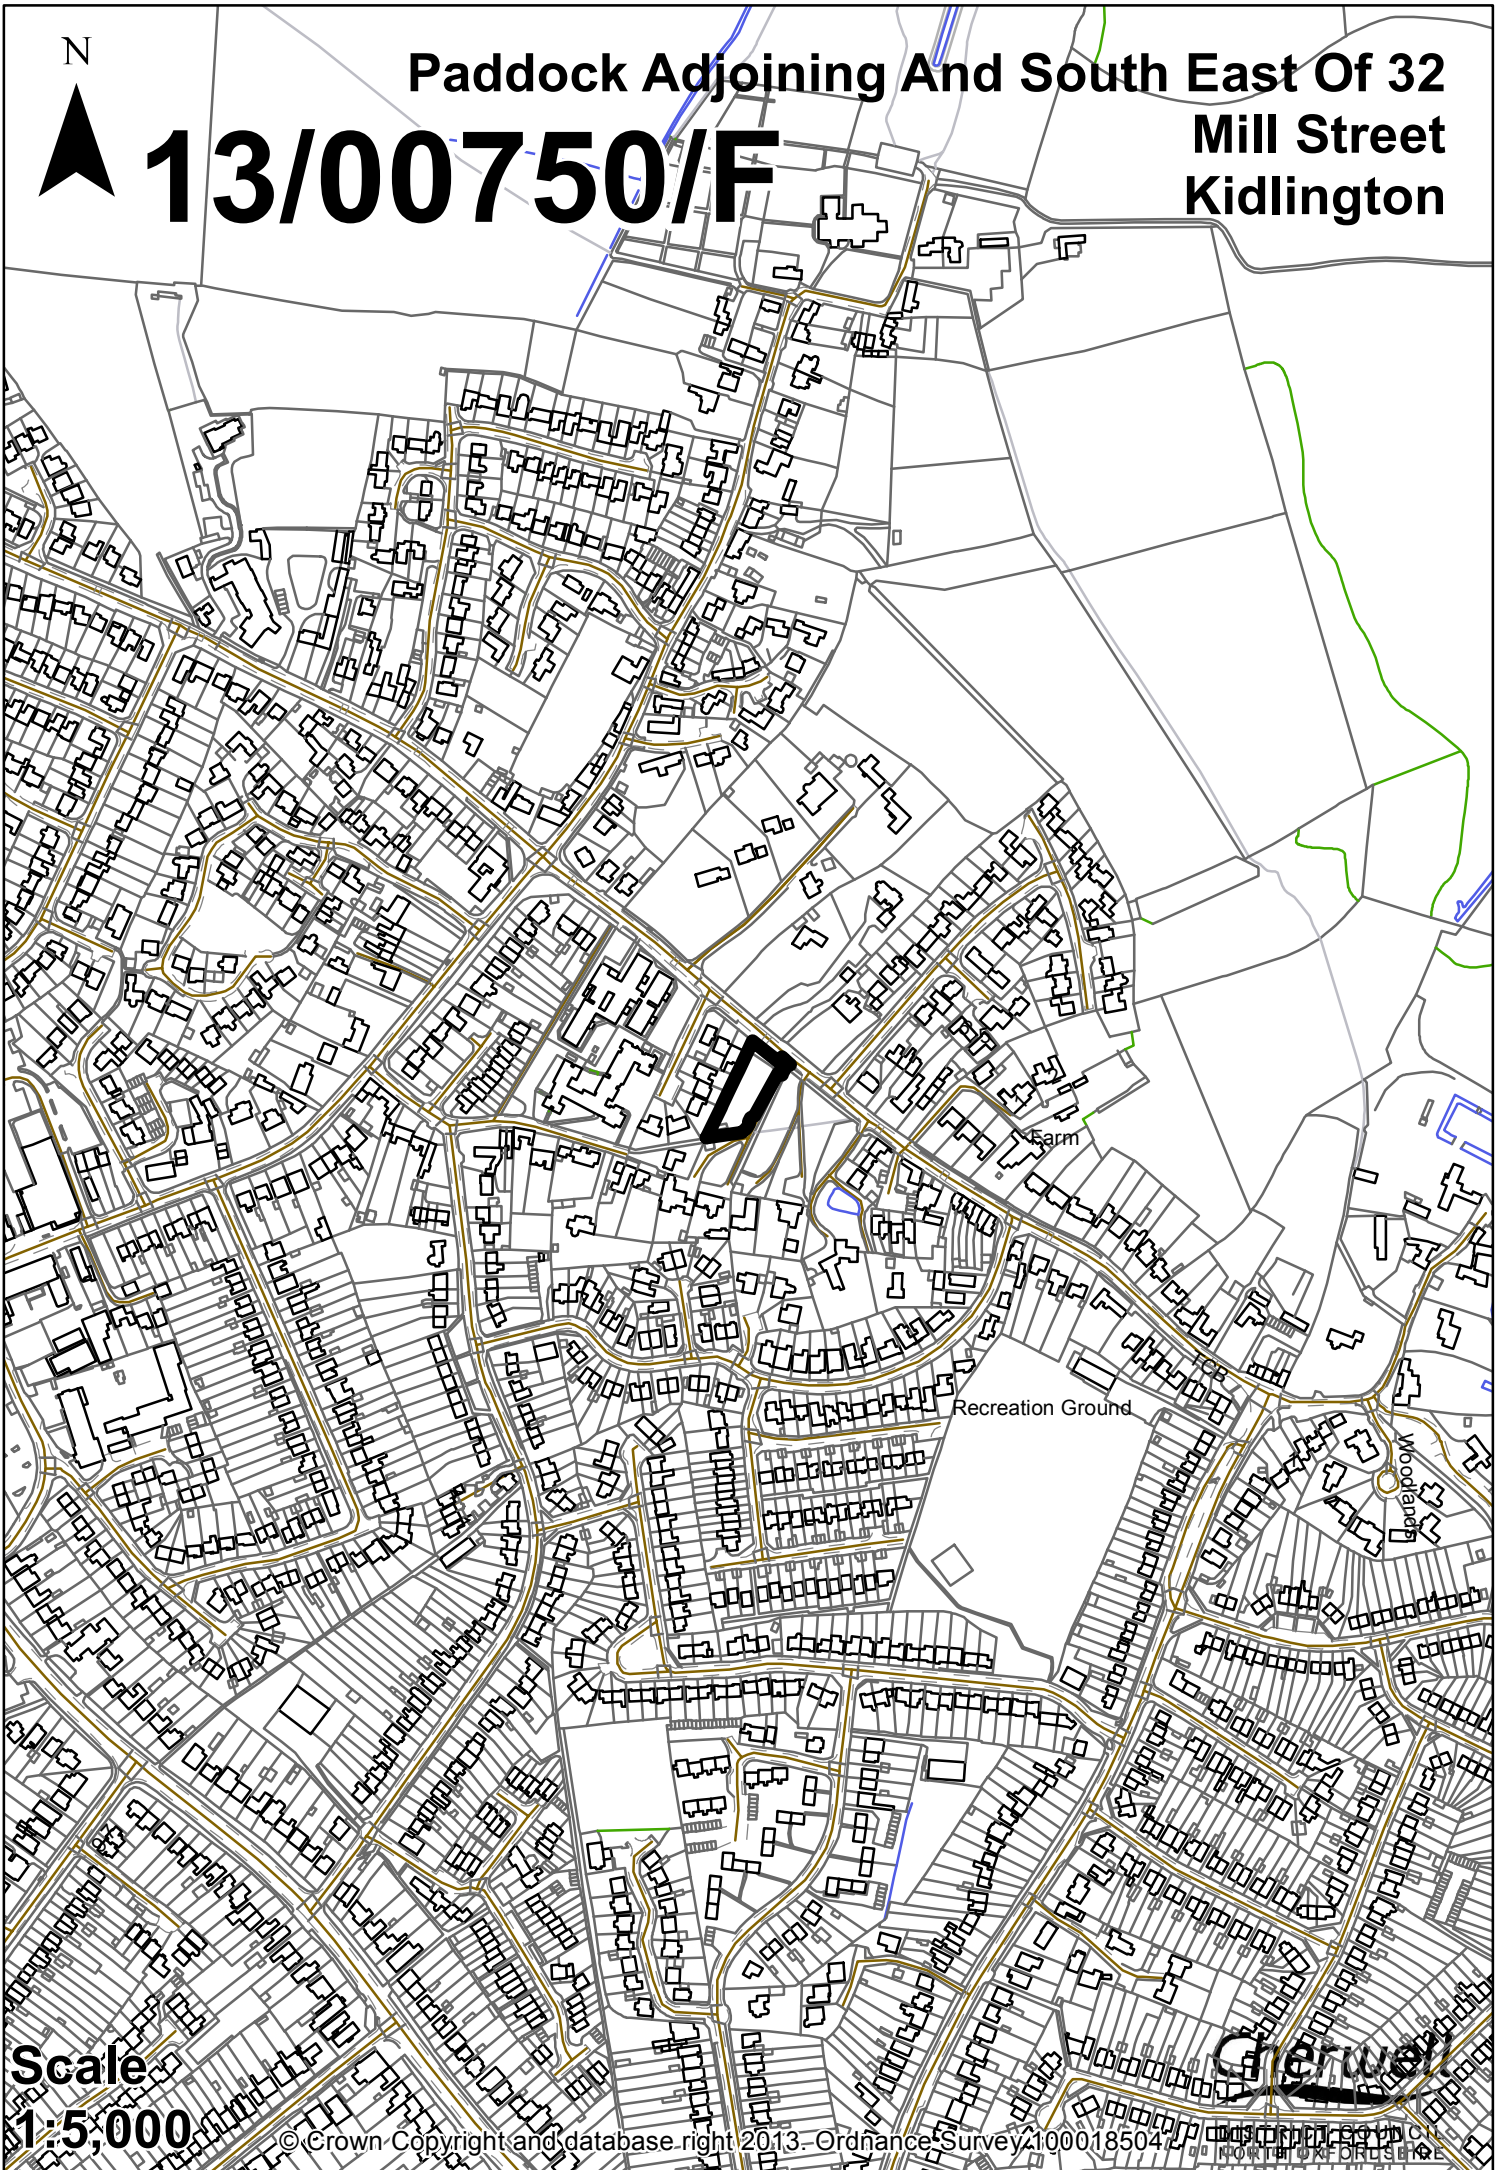 N
Paddock Adjoining And South East Of 32
Mill Street
Kidlington
13/00750/F
Farm
TCB
Recreation Ground
Woodlands
Scale
1:5,000
Cherwell
DISTRICT COUNCIL
NORTH OXFORDSHIRE
© Crown Copyright and database right 2013. Ordnance Survey 100018504